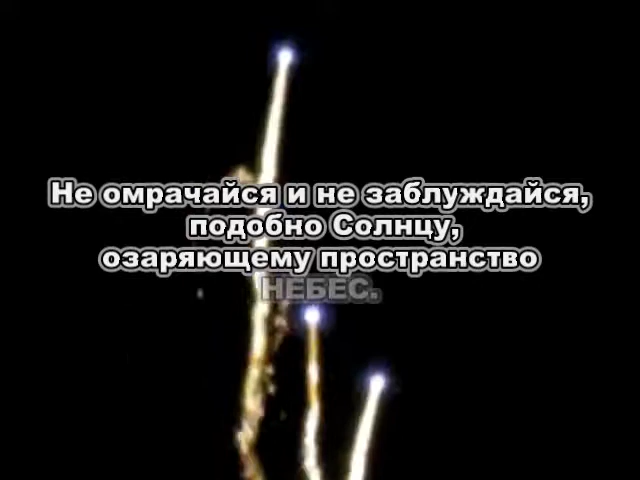 Не омрачайся и не заблуждайся,
подобно Солнцу,
озаряющему пространство
НЕБЕС.